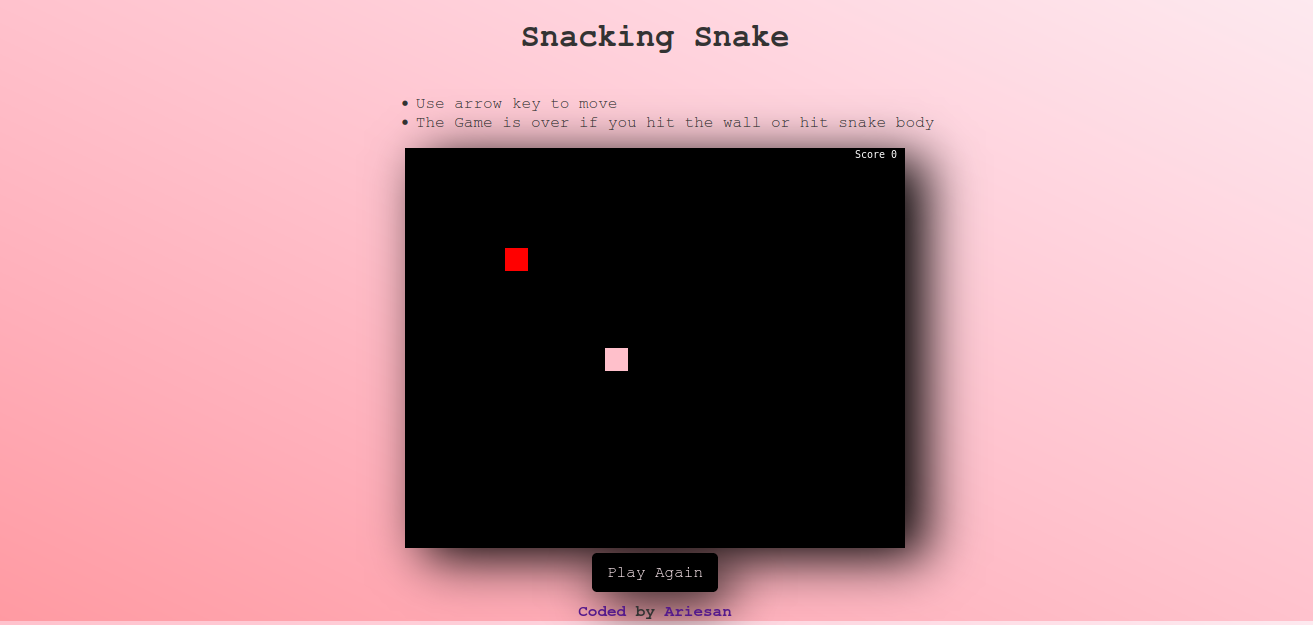 Snacking Snake
Use arrow key to move
The Game is over if you hit the wall or hit snake body
Score 0
Play Again
Coded by Ariesan